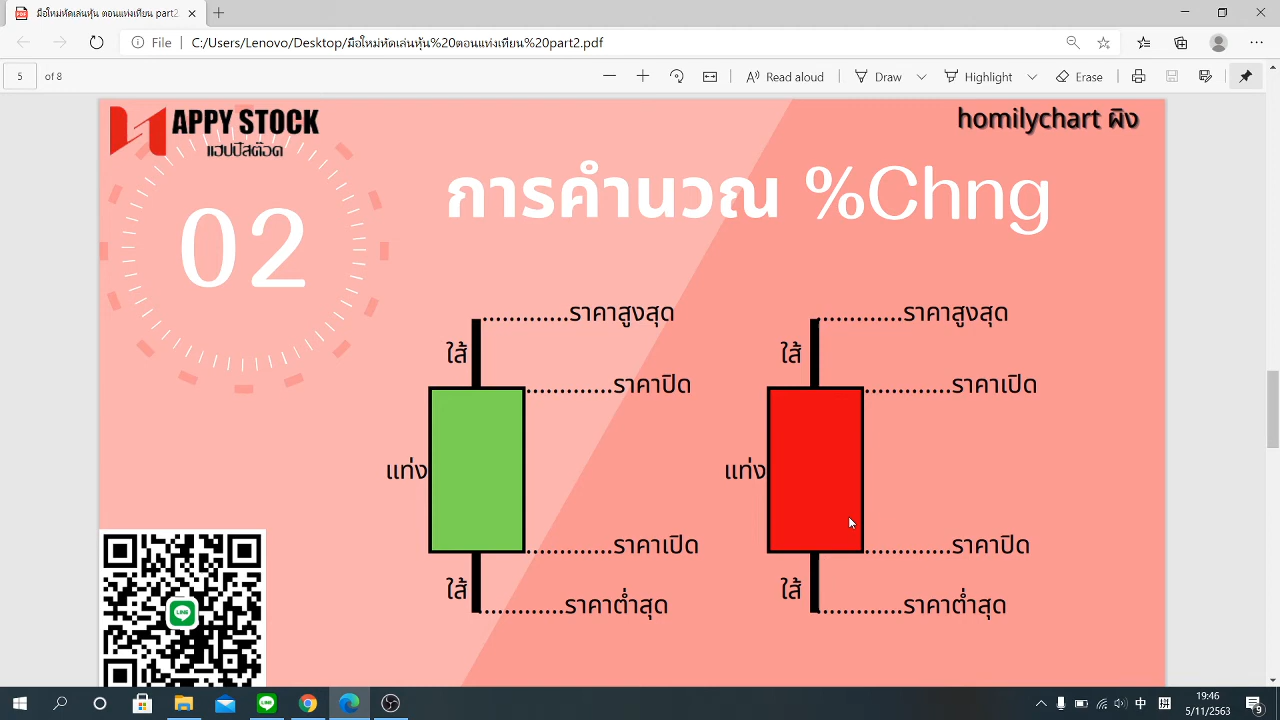 มือใหม่หัดเล่นหุ้น ตอนแท่งเทียน part2
File C:/Users/Lenovo/Desktop/มือใหม่หัดเล่นหุ้น%20ตอนแท่งเทียน%20part2.pdf
5 of 8 Read aloud Draw Highlight Erase
APPY STOCK
แฮปปี้สต๊อค
homilychart ผิง
การคำนวณ %Chng
02
ราคาสูงสุด ราคาสูงสุด
ไส้ ไส้
ราคาปิด ราคาเปิด
แท่ง แท่ง
ราคาเปิด ราคาปิด
ไส้ ไส้
ราคาต่ำสุด ราคาต่ำสุด
LINE
19:46
5/11/2563